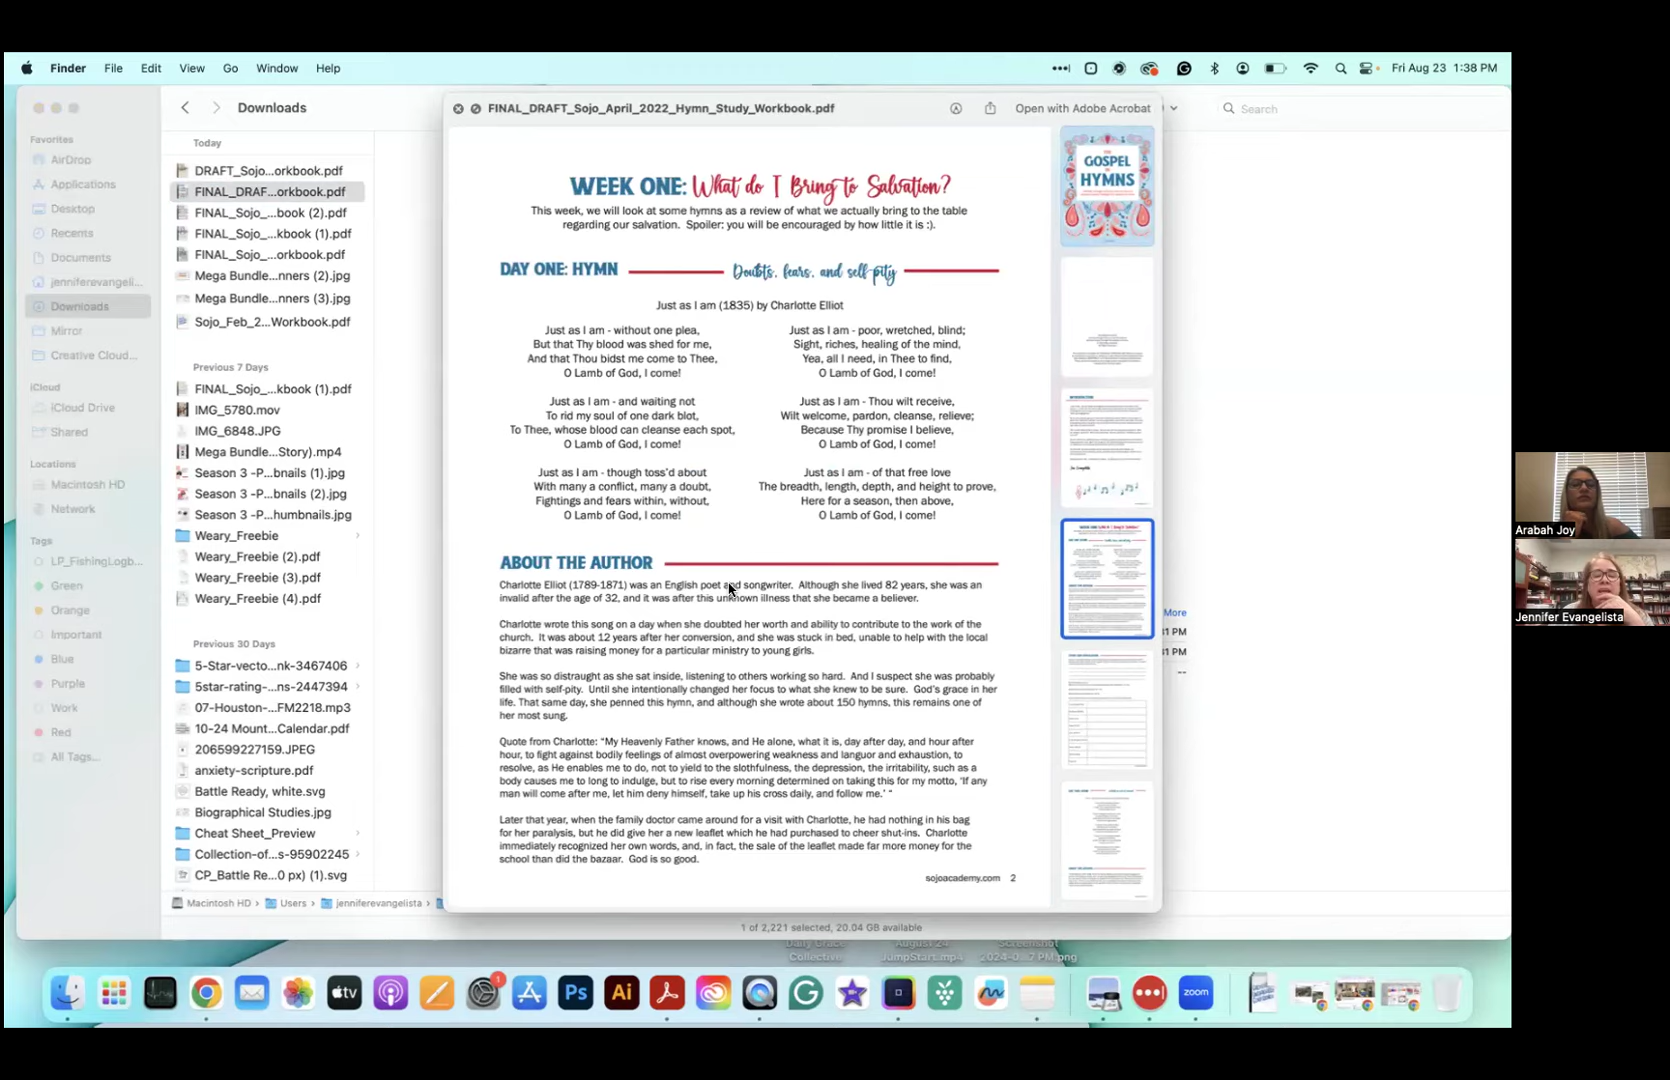 Finder File Edit View Go Window Help
Fri Aug 23 1:38 PM
Downloads
Search
Favorites
AirDrop
Applications
Desktop
Recents
Documents
jenniferevangeli...
Downloads
Mirror
Creative Cloud...
iCloud
iCloud Drive
Shared
Locations
Macintosh HD
Network
Tags
LP_FishingLogb...
Green
Orange
Important
Blue
Purple
Work
Red
All Tags...
Today
DRAFT_Sojo...orkbook.pdf
FINAL_DRAF...orkbook.pdf
FINAL_Sojo_...book (2).pdf
FINAL_Sojo_...kbook (1).pdf
FINAL_Sojo_...orkbook.pdf
Mega Bundle...nners (2).jpg
Mega Bundle...nners (3).jpg
Sojo_Feb_2...Workbook.pdf
Previous 7 Days
FINAL_Sojo_...kbook (1).pdf
IMG_5780.mov
IMG_6848.JPG
Mega Bundle...Story).mp4
Season 3 -P...bnails (1).jpg
Season 3 -P...bnails (2).jpg
Season 3 -P...humbnails.jpg
Weary_Freebie
Weary_Freebie (2).pdf
Weary_Freebie (3).pdf
Weary_Freebie (4).pdf
Previous 30 Days
5-Star-vecto...nk-3467406
5star-rating-...ns-2447394
07-Houston-...FM2218.mp3
10-24 Mount...Calendar.pdf
206599227159.JPEG
anxiety-scripture.pdf
Battle Ready, white.svg
Biographical Studies.jpg
Cheat Sheet_Preview
Collection-of...s-95902245
CP_Battle Re...0 px) (1).svg
FINAL_DRAFT_Sojo_April_2022_Hymn_Study_Workbook.pdf
Open with Adobe Acrobat
WEEK ONE: What do I Bring to Salvation?
This week, we will look at some hymns as a review of what we actually bring to the table
regarding our salvation. Spoiler: you will be encouraged by how little it is :).
DAY ONE: HYMN Doubts, fears, and self-pity
Just as I am (1835) by Charlotte Elliot
Just as I am - without one plea,
But that Thy blood was shed for me,
And that Thou bidst me come to Thee,
O Lamb of God, I come!
Just as I am - and waiting not
To rid my soul of one dark blot,
To Thee, whose blood can cleanse each spot,
O Lamb of God, I come!
Just as I am - though toss'd about
With many a conflict, many a doubt,
Fightings and fears within, without,
O Lamb of God, I come!
Just as I am - poor, wretched, blind;
Sight, riches, healing of the mind,
Yea, all I need, in Thee to find,
O Lamb of God, I come!
Just as I am - Thou wilt receive,
Wilt welcome, pardon, cleanse, relieve;
Because Thy promise I believe,
O Lamb of God, I come!
Just as I am - of that free love
The breadth, length, depth, and height to prove,
Here for a season, then above,
O Lamb of God, I come!
ABOUT THE AUTHOR
Charlotte Elliot (1789-1871) was an English poet and songwriter. Although she lived 82 years, she was an
invalid after the age of 32, and it was after this unknown illness that she became a believer.
Charlotte wrote this song on a day when she doubted her worth and ability to contribute to the work of the
church. It was about 12 years after her conversion, and she was stuck in bed, unable to help with the local
bizarre that was raising money for a particular ministry to young girls.
She was so distraught as she sat inside, listening to others working so hard. And I suspect she was probably
filled with self-pity. Until she intentionally changed her focus to what she knew to be sure. God's grace in her
life. That same day, she penned this hymn, and although she wrote about 150 hymns, this remains one of
her most sung.
Quote from Charlotte: "My Heavenly Father knows, and He alone, what it is, day after day, and hour after
hour, to fight against bodily feelings of almost overpowering weakness and languor and exhaustion, to
resolve, as He enables me to do, not to yield to the slothfulness, the depression, the irritability, such as a
body causes me to long to indulge, but to rise every morning determined on taking this for my motto, 'If any
man will come after me, let him deny himself, take up his cross daily, and follow me.' "
Later that year, when the family doctor came around for a visit with Charlotte, he had nothing in his bag
for her paralysis, but he did give her a new leaflet which he had purchased to cheer shut-ins. Charlotte
immediately recognized her own words, and, in fact, the sale of the leaflet made far more money for the
school than did the bazaar. God is so good.
sojoacademy.com 2
GOSPEL
HYMNS
More
31 PM
31 PM
--
Macintosh HD > Users > jenniferevangelista >
1 of 2,221 selected, 20.04 GB available
Daily Grace
Collective
August 24
JumpStart.mp4
Screenshot
2024-0...7 PM.png
tv
1
Ps
Ai
zoom
Arabah Joy
Jennifer Evangelista